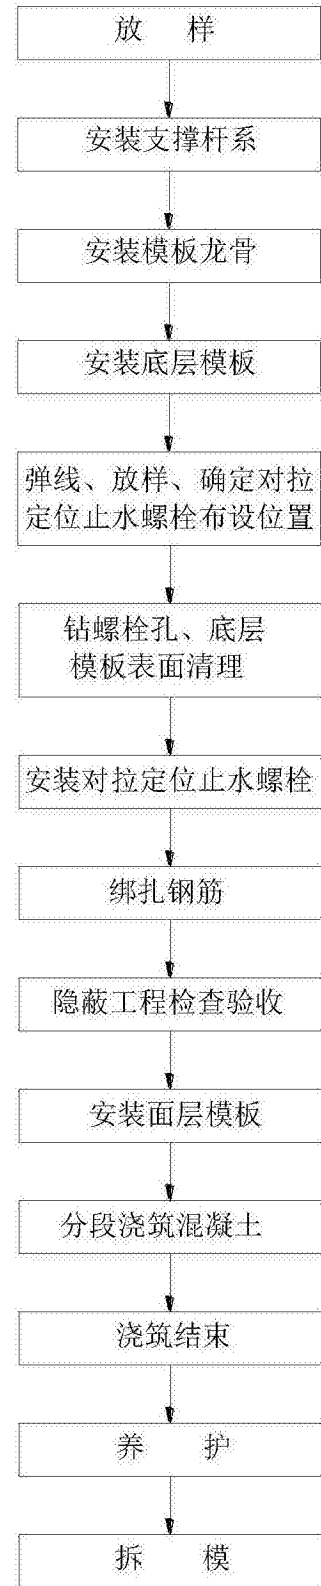 放 样
安装支撑杆系
安装模板龙骨
安装底层模板
弹线、放样、确定对拉
定位止水螺栓布设位置
钻螺栓孔、底层
模板表面清理
安装对拉定位止水螺栓
绑扎钢筋
隐蔽工程检查验收
安装面层模板
分段浇筑混凝土
浇筑结束
养 护
拆 模